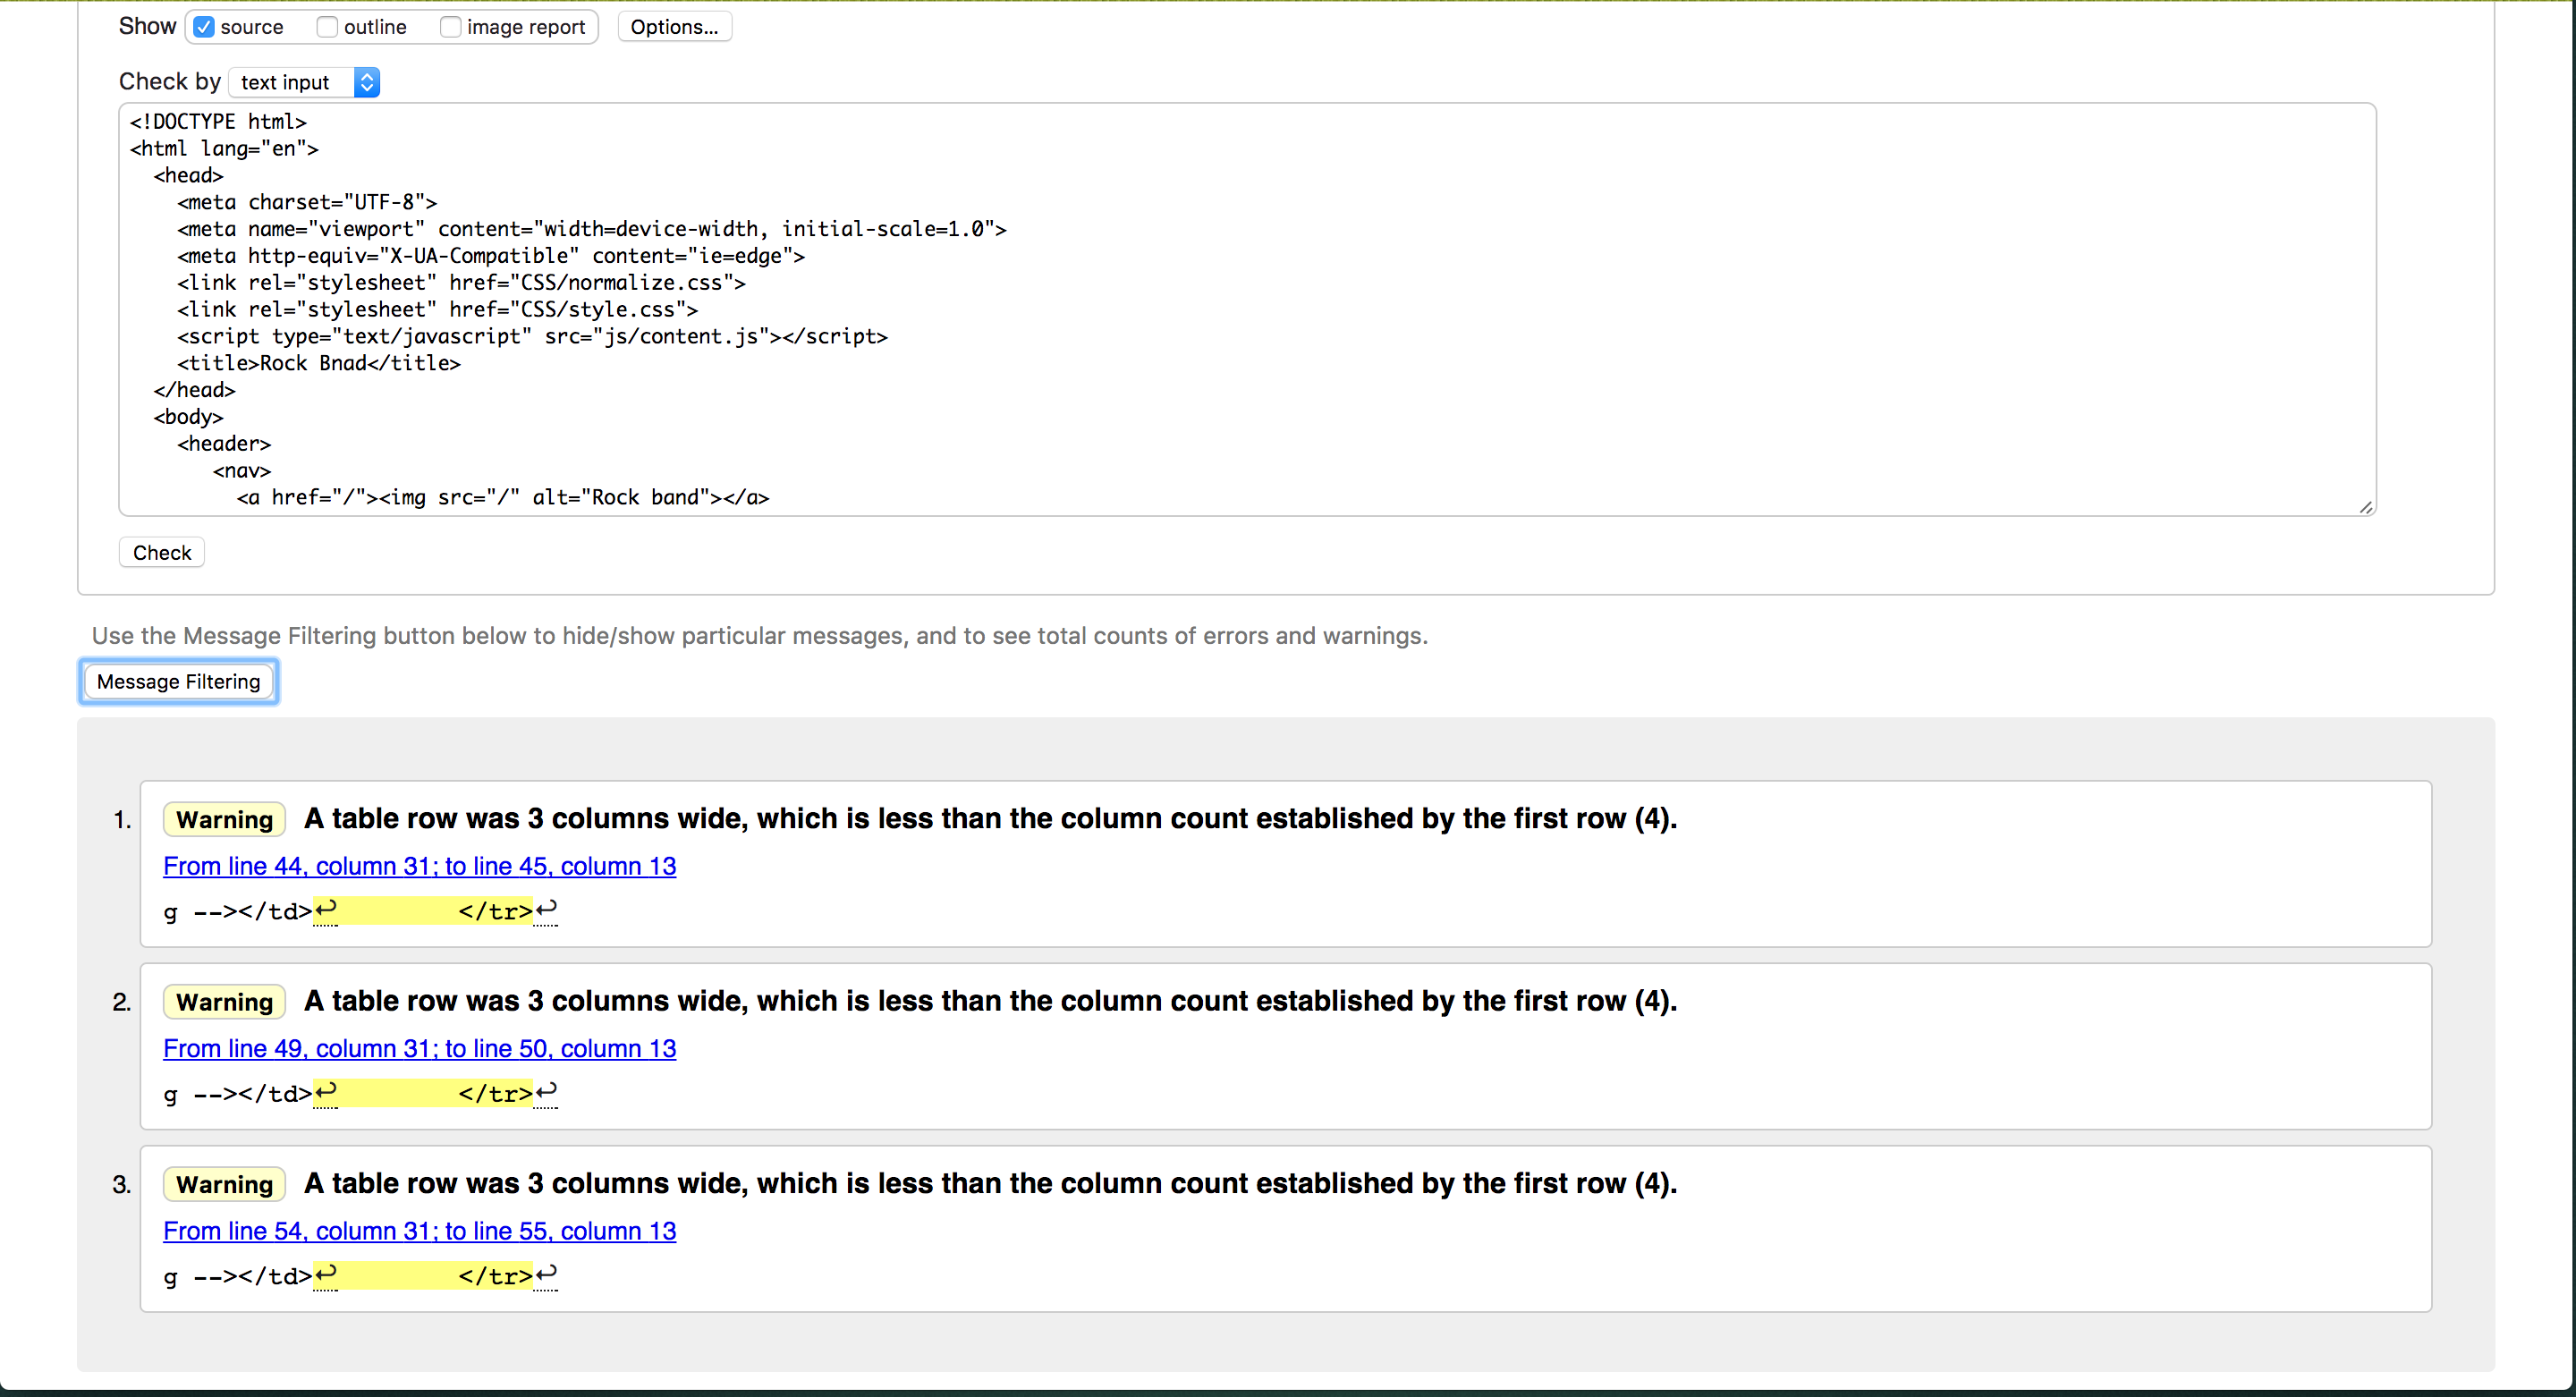 Show source outline image report Options...
Check by text input
<!DOCTYPE html>
<html lang="en">
<head>
<meta charset="UTF-8">
<meta name="viewport" content="width=device-width, initial-scale=1.0">
<meta http-equiv="X-UA-Compatible" content="ie=edge">
<link rel="stylesheet" href="CSS/normalize.css">
<link rel="stylesheet" href="CSS/style.css">
<script type="text/javascript" src="js/content.js"></script>
<title>Rock Bnad</title>
</head>
<body>
<header>
<nav>
<a href="/"><img src="/" alt="Rock band"></a>
Check
Use the Message Filtering button below to hide/show particular messages, and to see total counts of errors and warnings.
Message Filtering
1. Warning A table row was 3 columns wide, which is less than the column count established by the first row (4).
From line 44, column 31; to line 45, column 13
g --></td>↩ </tr>↩
2. Warning A table row was 3 columns wide, which is less than the column count established by the first row (4).
From line 49, column 31; to line 50, column 13
g --></td>↩ </tr>↩
3. Warning A table row was 3 columns wide, which is less than the column count established by the first row (4).
From line 54, column 31; to line 55, column 13
g --></td>↩ </tr>↩